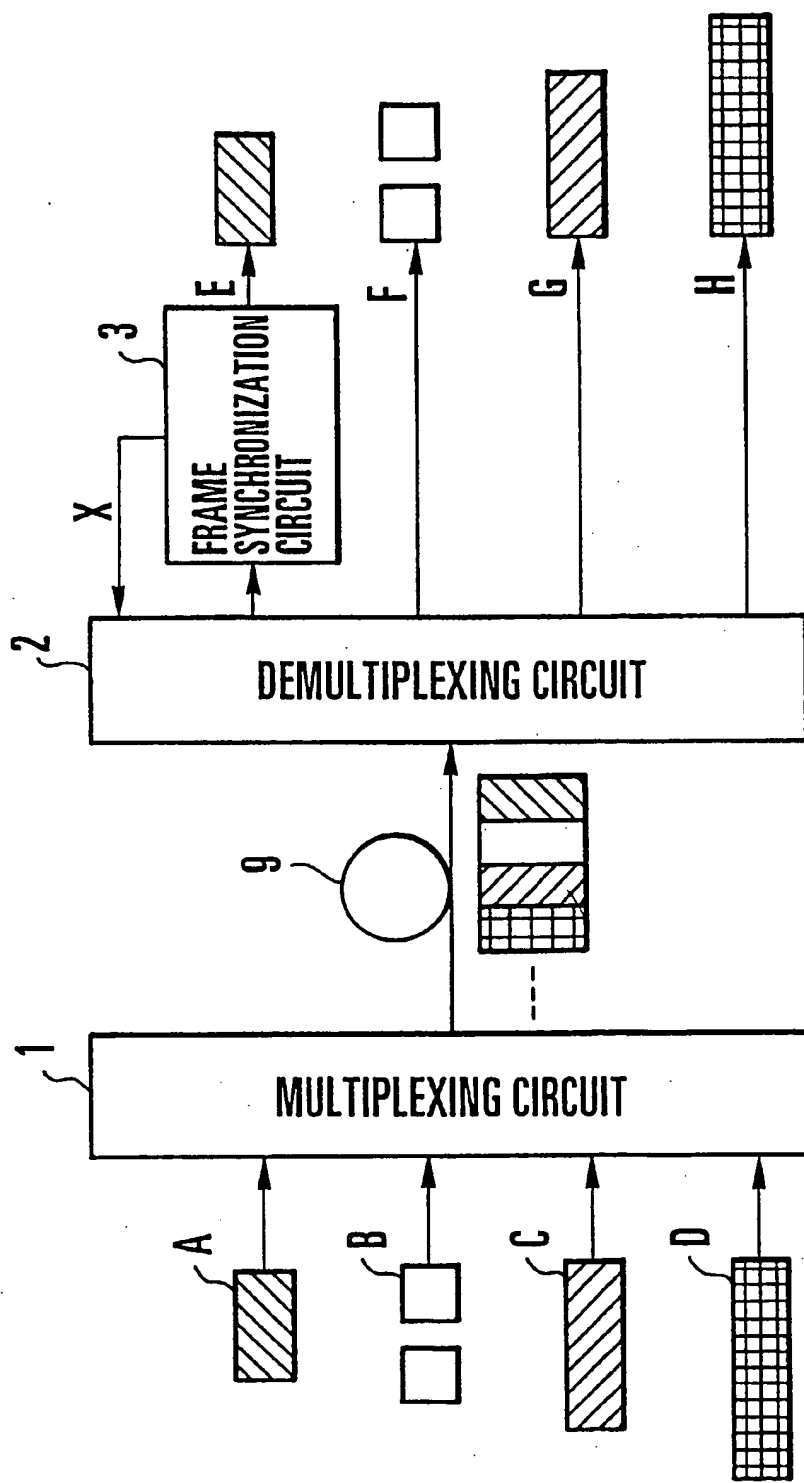 1
MULTIPLEXING CIRCUIT
A
B
C
D
9
2
DEMULTIPLEXING CIRCUIT
X
3
FRAME
SYNCHRONIZATION
CIRCUIT
E
F
G
H